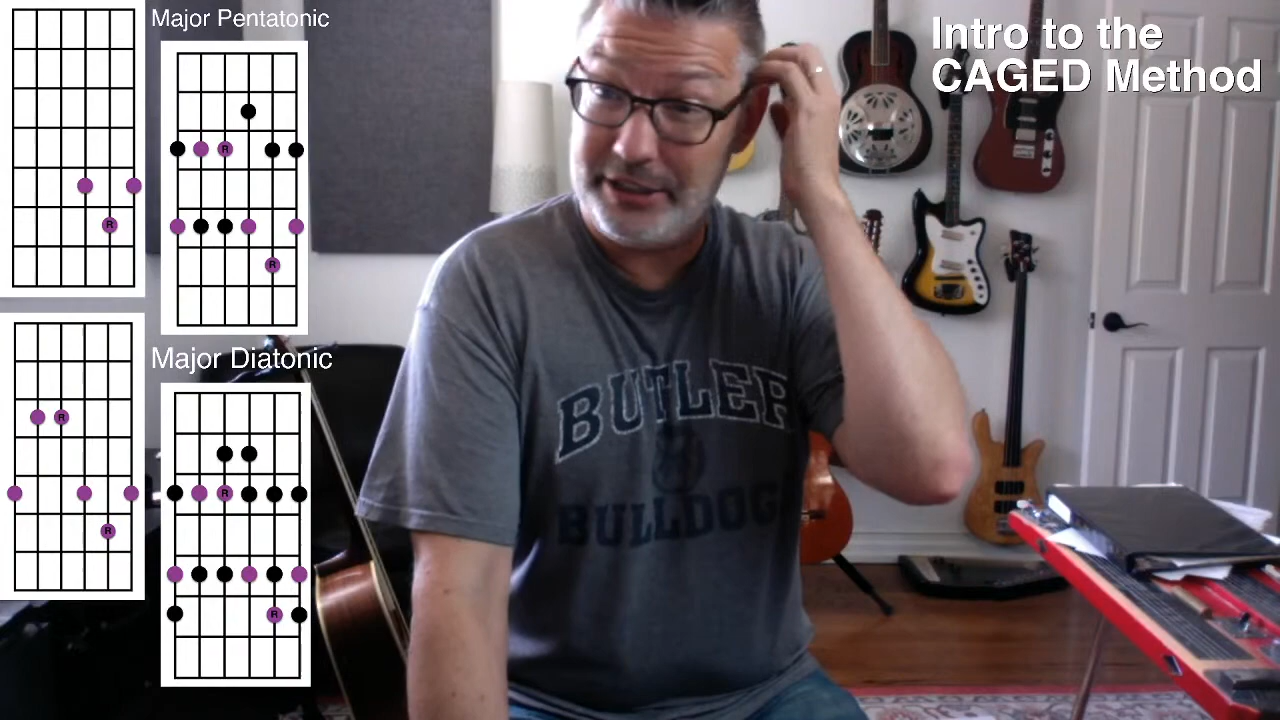 Major Pentatonic
Intro to the
CAGED Method
R
R
R
R
R
Major Diatonic
R
R
BUTLER
BULLDOGS